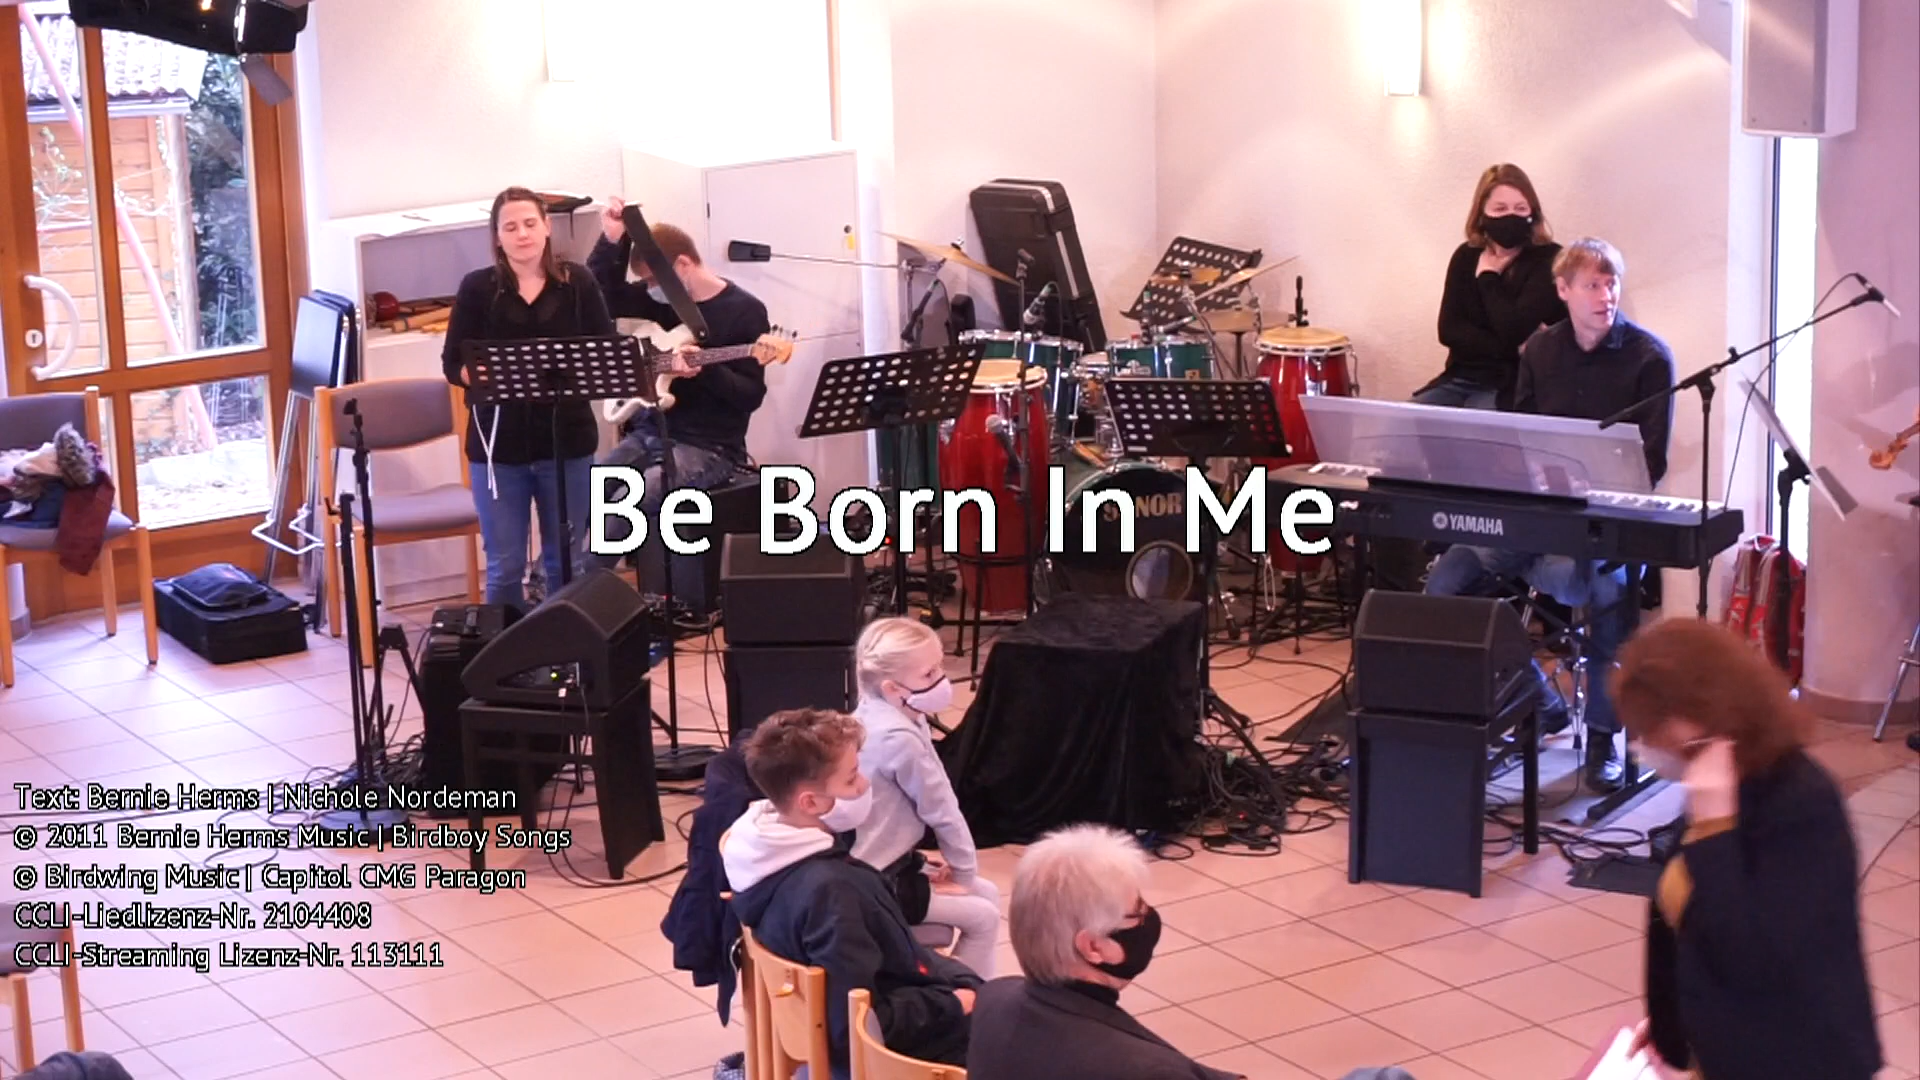 Be Born In Me
SONOR
YAMAHA
Text: Bernie Herms | Nichole Nordeman
© 2011 Bernie Herms Music | Birdboy Songs
© Birdwing Music | Capitol CMG Paragon
CCLI-Liedlizenz-Nr. 2104408
CCLI-Streaming Lizenz-Nr. 113111